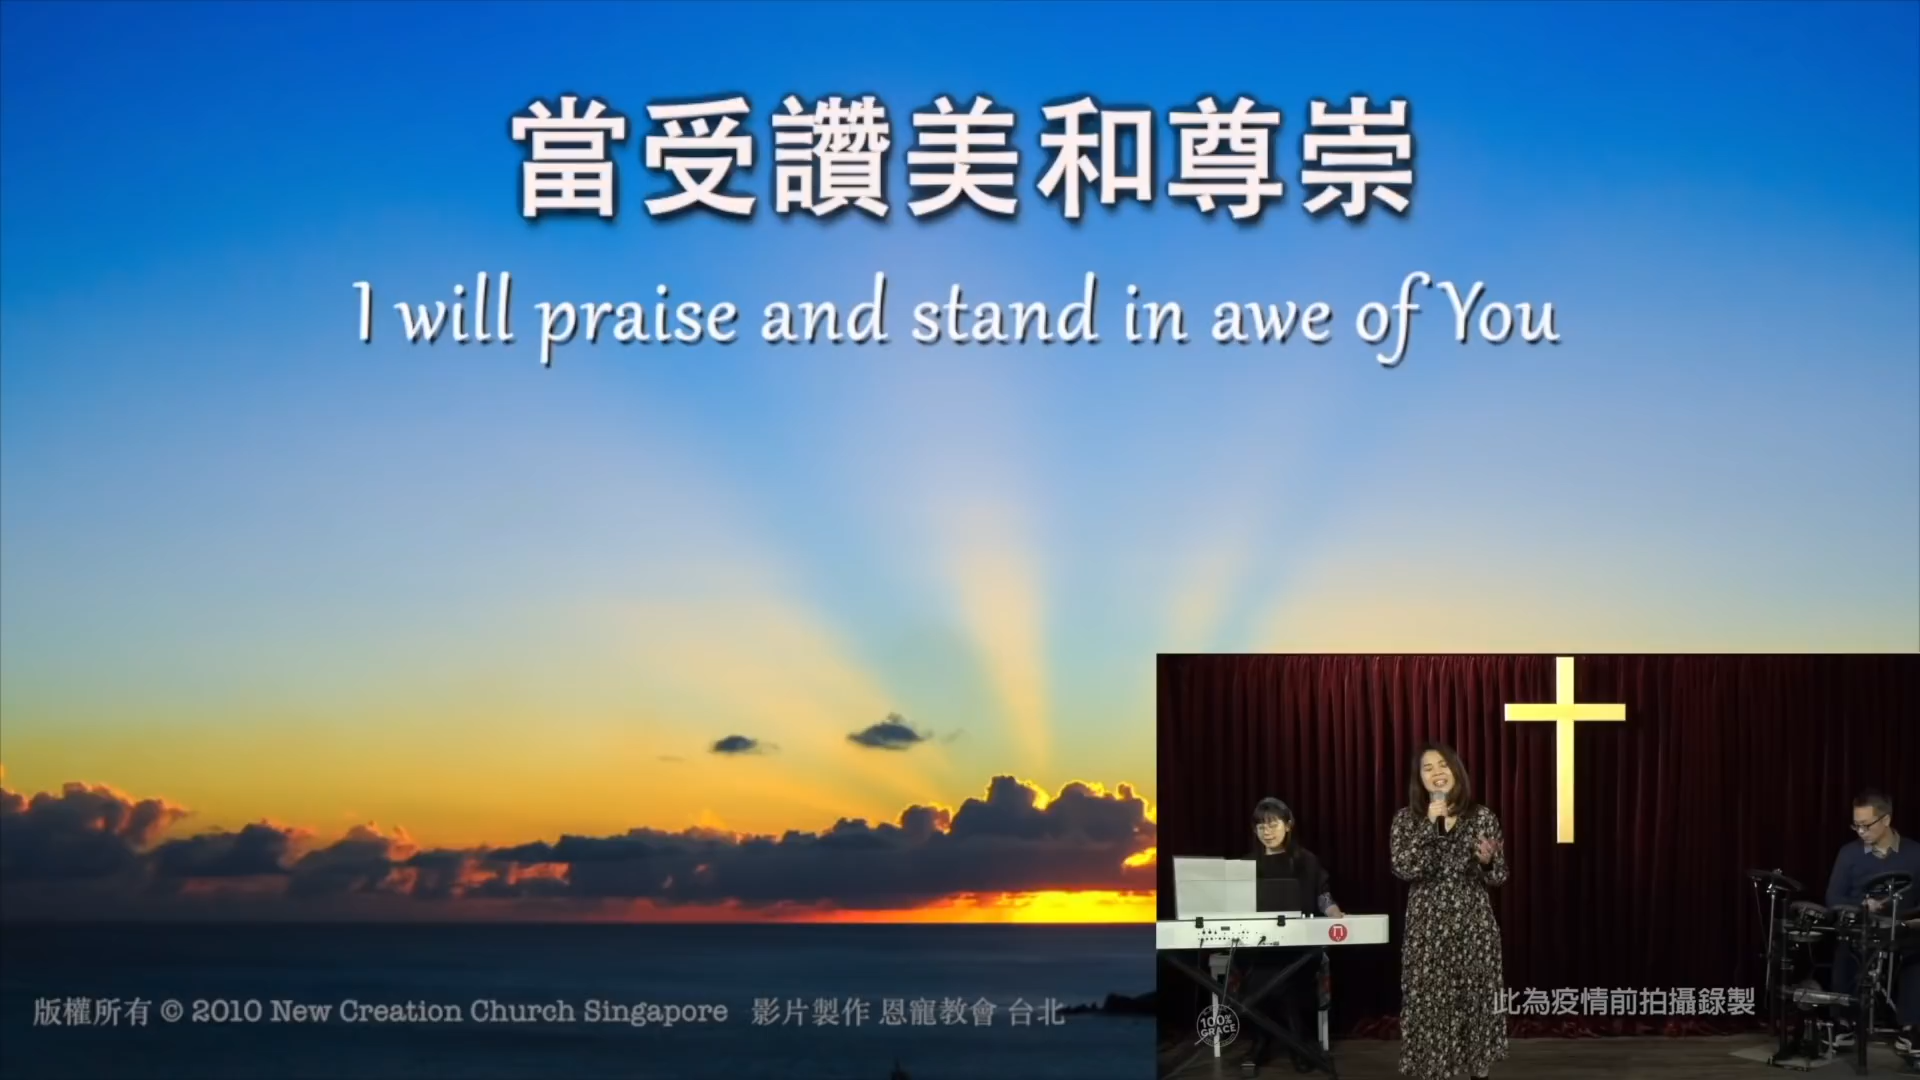 當受讚美和尊崇
I will praise and stand in awe of You
版權所有 © 2010 New Creation Church Singapore 影片製作 恩寵教會 台北
此為疫情前拍攝錄製
100%
GRACE